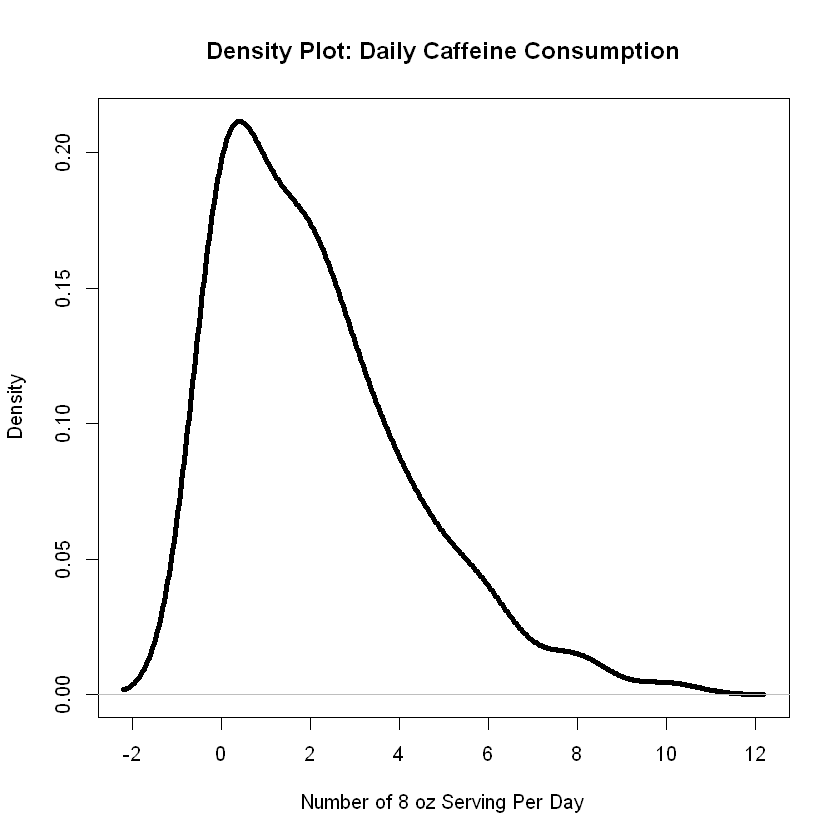 Density Plot: Daily Caffeine Consumption
Density
0.20
0.15
0.10
0.05
0.00
-2 0 2 4 6 8 10 12
Number of 8 oz Serving Per Day